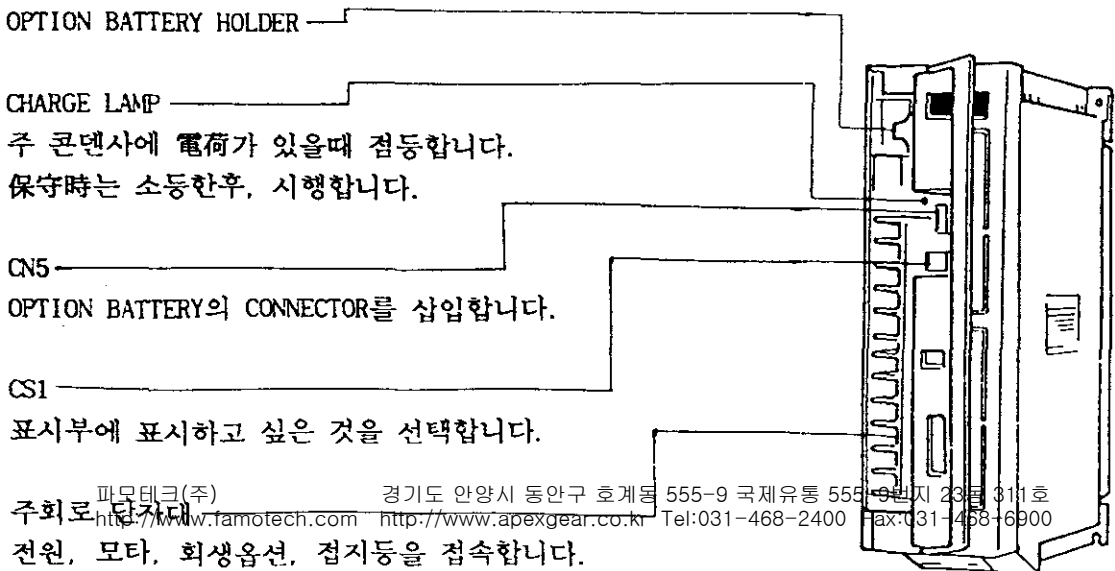 OPTION BATTERY HOLDER
CHARGE LAMP
주 콘덴사에 電荷가 있을때 점등합니다.
保守時는 소등한후, 시행합니다.
CN5
OPTION BATTERY의 CONNECTOR를 삽입합니다.
CS1
표시부에 표시하고 싶은 것을 선택합니다.
파모테크(주) 경기도 안양시 동안구 호계동 555-9 국제유통 555-9번지 23동 311호
주회로 단자대
http://www.famotech.com http://www.apexgear.co.kr Tel:031-468-2400 Fax:031-468-6900
전원, 모타, 회생옵션, 접지등을 접속합니다.